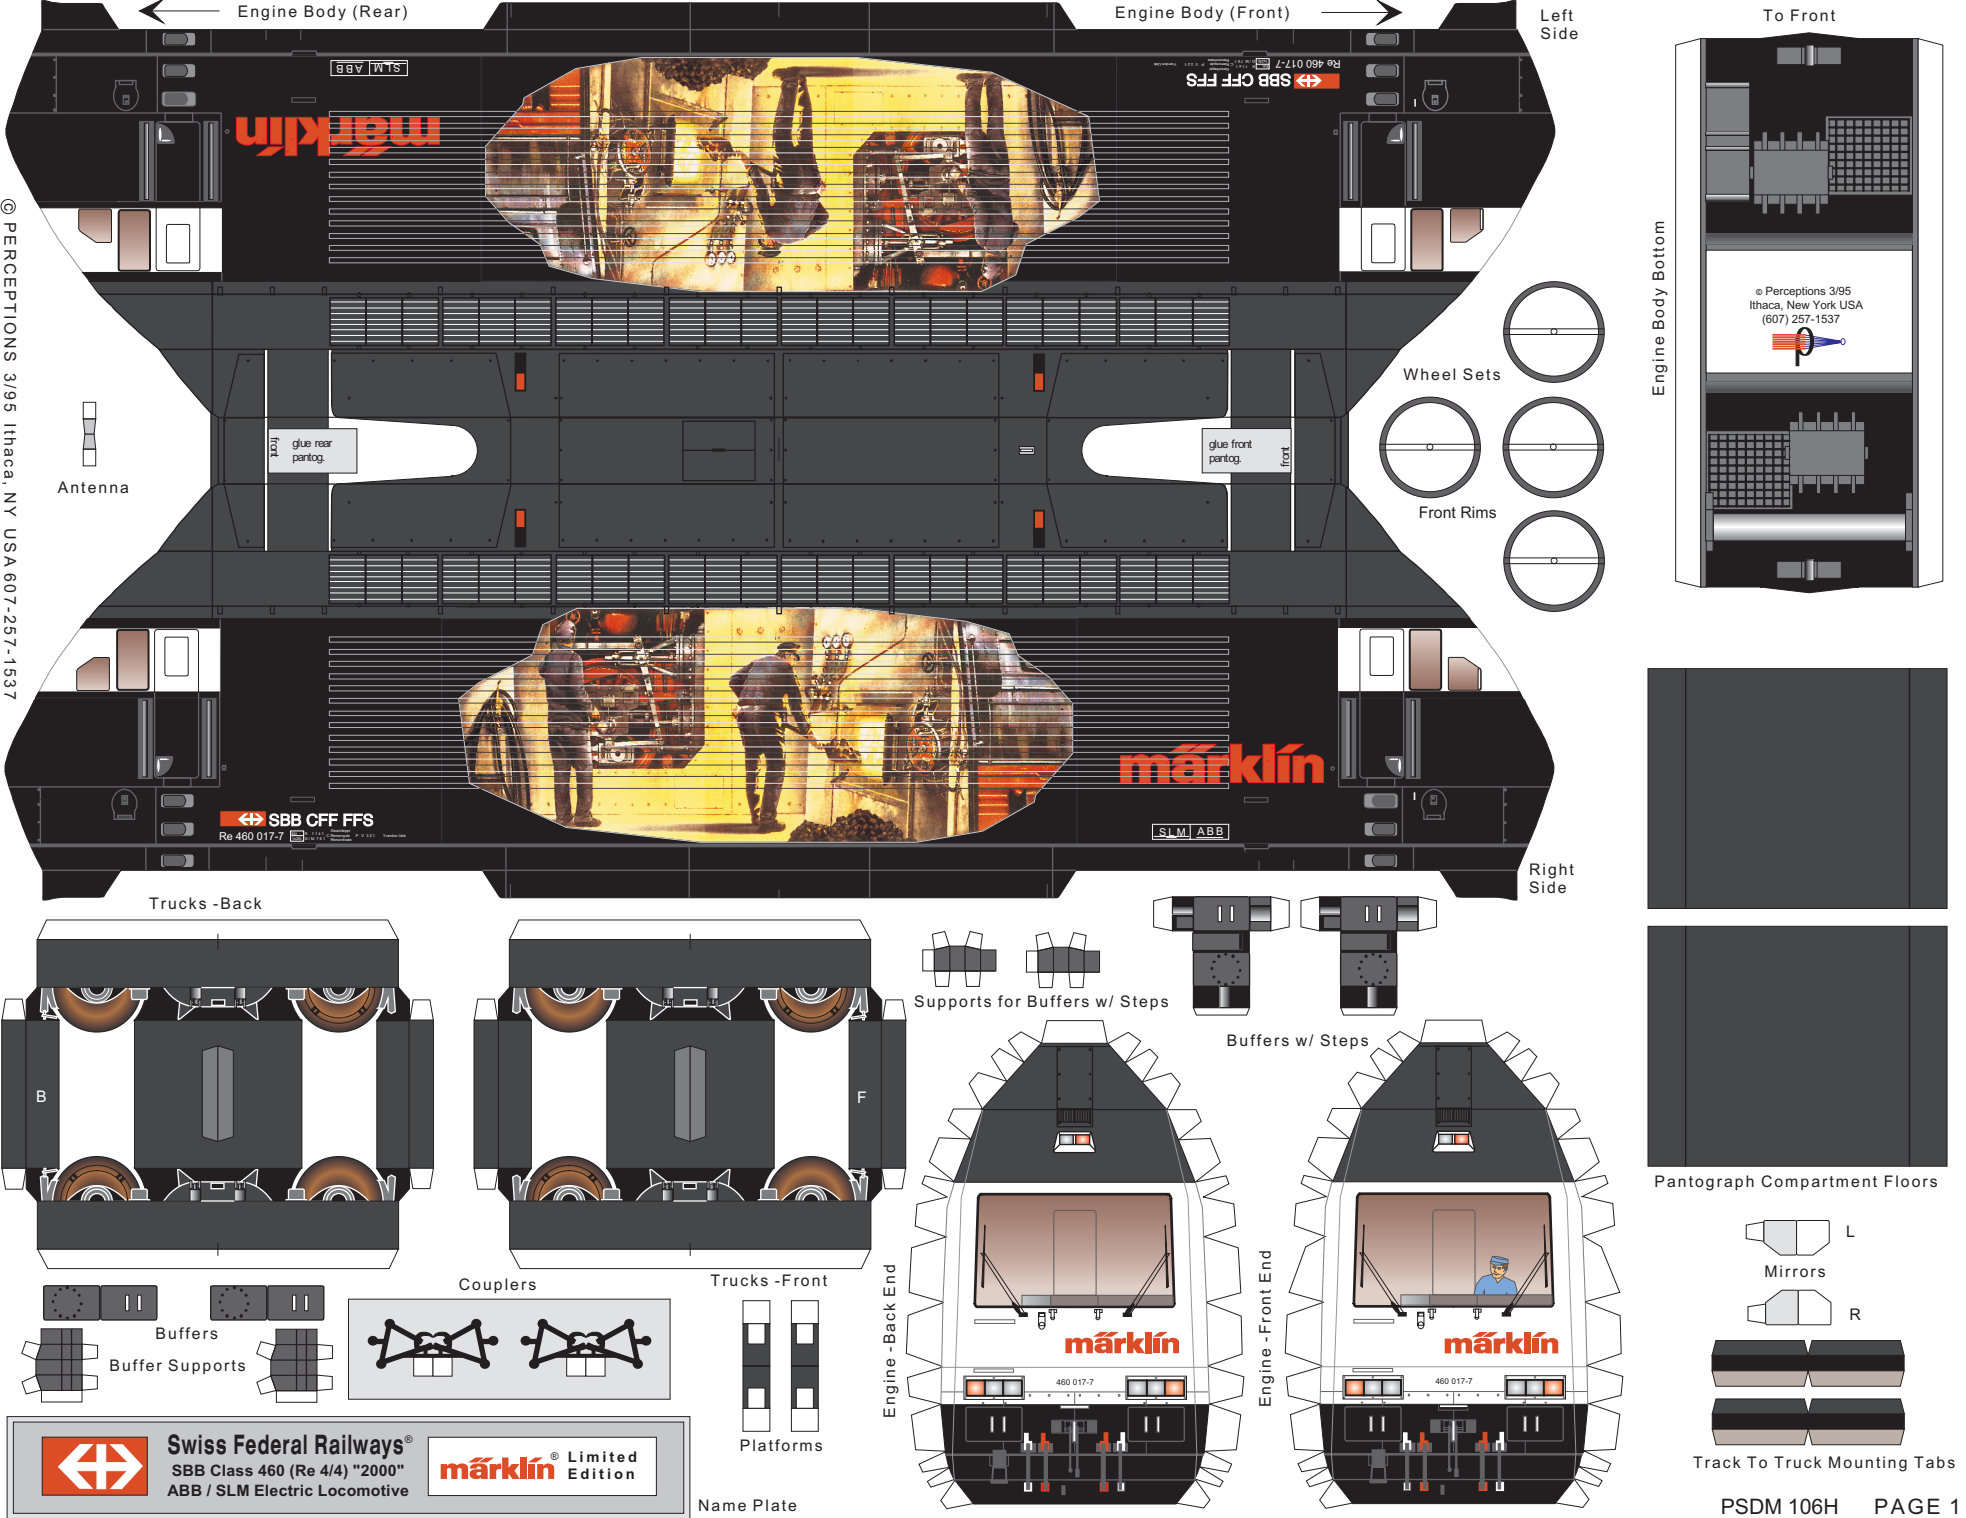 Engine Body (Rear)
Engine Body (Front)
Left
Side
To Front
SLM ABB
Re 460 017-7
SBB CFF FFS
märklin
© PERCEPTIONS 3/95 Ithaca, NY USA 607-257-1537
Engine Body Bottom
© Perceptions 3/95
Ithaca, New York USA
(607) 257-1537
Wheel Sets
Front Rims
Antenna
front
glue rear
pantog.
glue front
pantog.
front
märklín
SBB CFF FFS
Re 460 017-7
SLM ABB
Right
Side
Trucks -Back
Supports for Buffers w/ Steps
Buffers w/ Steps
B
F
Pantograph Compartment Floors
L
Mirrors
R
Trucks -Front
Couplers
Buffers
Buffer Supports
Engine -Back End
märklín
460 017-7
Engine -Front End
märklín
460 017-7
Platforms
Track To Truck Mounting Tabs
Swiss Federal Railways®
SBB Class 460 (Re 4/4) "2000"
ABB / SLM Electric Locomotive
märklín® Limited
Edition
Name Plate
PSDM 106H PAGE 1